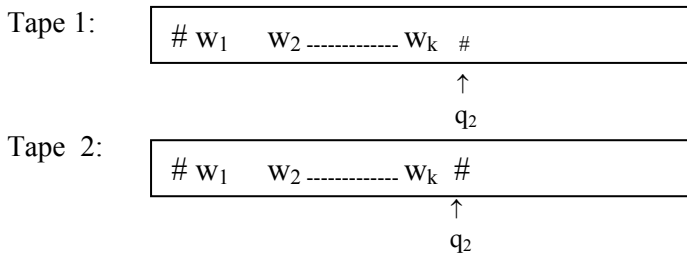 Tape 1:
# w₁ w₂ ------------- wₖ #
↑
q₂
Tape 2:
# w₁ w₂ ------------- wₖ #
↑
q₂